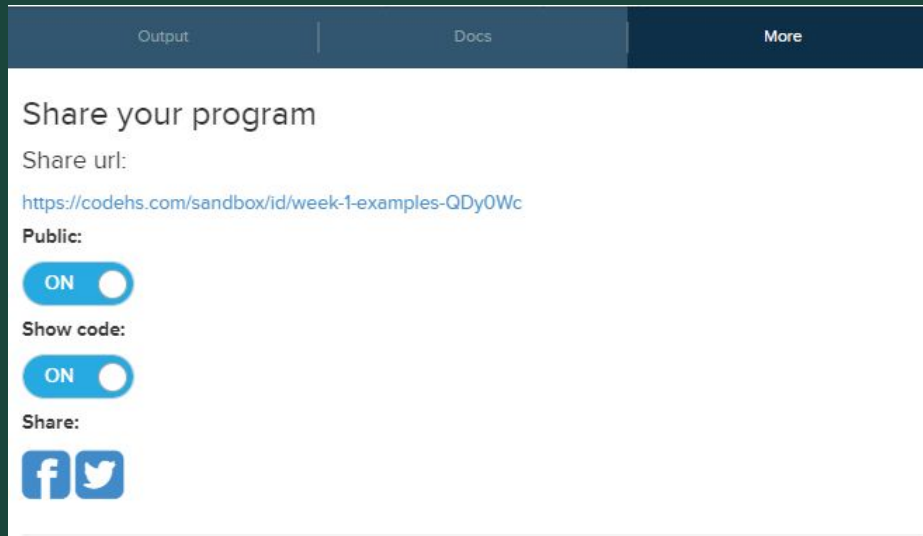 Output Docs More
Share your program
Share url:
https://codehs.com/sandbox/id/week-1-examples-QDy0Wc
Public:
ON
Show code:
ON
Share: